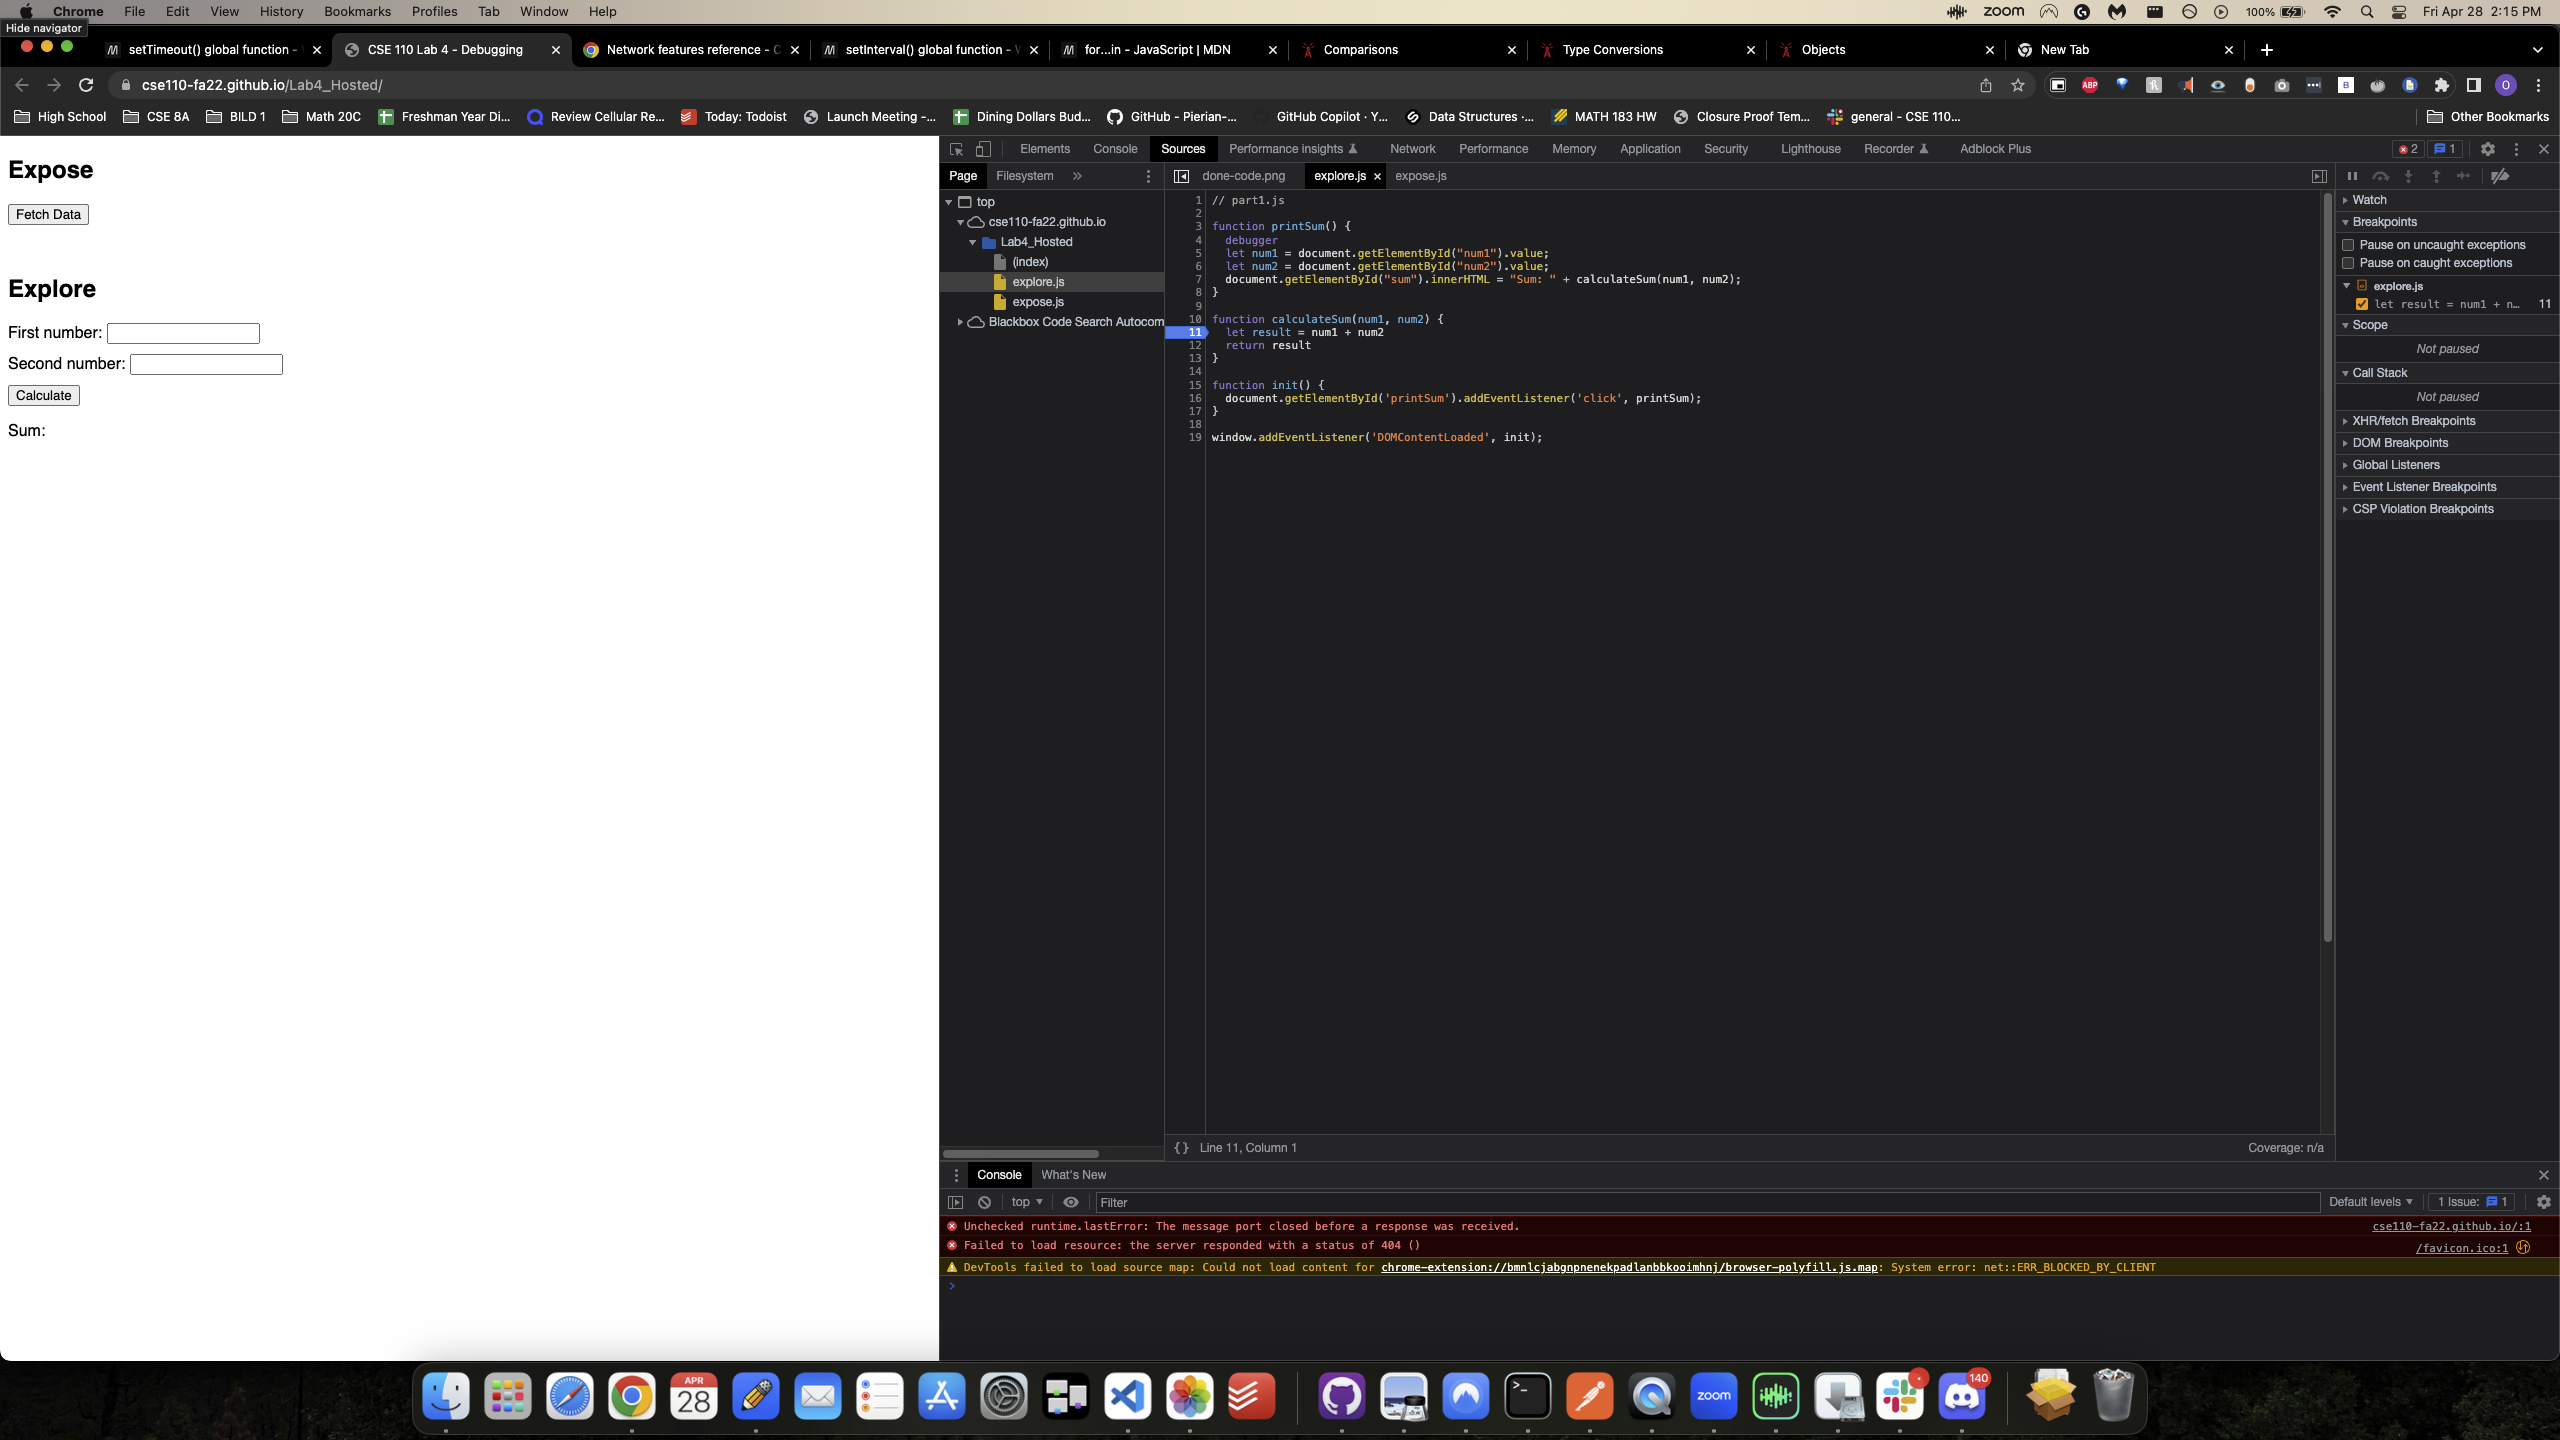 Chrome File Edit View History Bookmarks Profiles Tab Window Help
zoom 100% Fri Apr 28 2:15 PM
Hide navigator
setTimeout() global function - CSE 110 Lab 4 - Debugging Network features reference - C setInterval() global function - for...in - JavaScript | MDN Comparisons Type Conversions Objects New Tab
cse110-fa22.github.io/Lab4_Hosted/
ABP B O
High School CSE 8A BILD 1 Math 20C Freshman Year Di... Review Cellular Re... Today: Todoist Launch Meeting -... Dining Dollars Bud... GitHub - Pierian-... GitHub Copilot · Y... Data Structures ·... MATH 183 HW Closure Proof Tem... general - CSE 110... Other Bookmarks
Expose
Fetch Data
Explore
First number:
Second number:
Calculate
Sum:
Elements Console Sources Performance insights Network Performance Memory Application Security Lighthouse Recorder Adblock Plus 2 1
Page Filesystem
top
cse110-fa22.github.io
Lab4_Hosted
(index)
explore.js
expose.js
Blackbox Code Search Autocom
done-code.png explore.js expose.js
1 // part1.js
2
3 function printSum() {
4 debugger
5 let num1 = document.getElementById("num1").value;
6 let num2 = document.getElementById("num2").value;
7 document.getElementById("sum").innerHTML = "Sum: " + calculateSum(num1, num2);
8 }
9
10 function calculateSum(num1, num2) {
11 let result = num1 + num2
12 return result
13 }
14
15 function init() {
16 document.getElementById('printSum').addEventListener('click', printSum);
17 }
18
19 window.addEventListener('DOMContentLoaded', init);
{} Line 11, Column 1 Coverage: n/a
Watch
Breakpoints
Pause on uncaught exceptions
Pause on caught exceptions
explore.js
let result = num1 + n... 11
Scope
Not paused
Call Stack
Not paused
XHR/fetch Breakpoints
DOM Breakpoints
Global Listeners
Event Listener Breakpoints
CSP Violation Breakpoints
Console What's New
top Filter Default levels 1 Issue: 1
Unchecked runtime.lastError: The message port closed before a response was received. cse110-fa22.github.io/:1
Failed to load resource: the server responded with a status of 404 () /favicon.ico:1
DevTools failed to load source map: Could not load content for chrome-extension://bmnlcjabgnpnenekpadlanbbkooimhnj/browser-polyfill.js.map: System error: net::ERR_BLOCKED_BY_CLIENT
>
APR
28
zoom
140